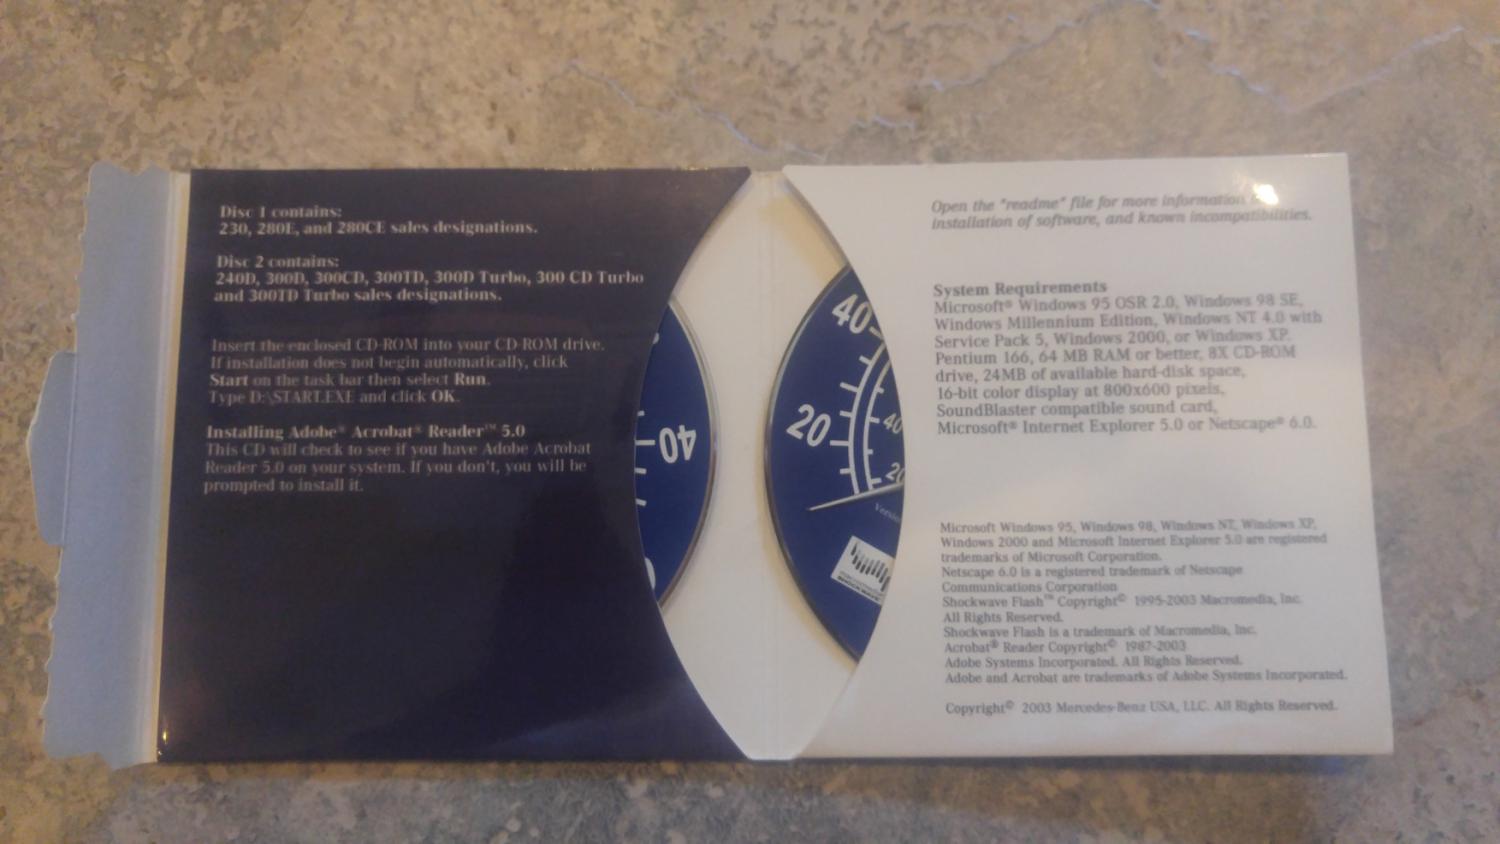 Disc 1 contains:
230, 280E, and 280CE sales designations.
Disc 2 contains:
240D, 300D, 300CD, 300TD, 300D Turbo, 300 CD Turbo
and 300TD Turbo sales designations.
Insert the enclosed CD-ROM into your CD-ROM drive.
If installation does not begin automatically, click
Start on the task bar then select Run.
Type D:\START.EXE and click OK.
Installing Adobe® Acrobat® Reader™ 5.0
This CD will check to see if you have Adobe Acrobat
Reader 5.0 on your system. If you don't, you will be
prompted to install it.
40
40
20
40
20
Open the "readme" file for more information
installation of software, and known incompatibilities.
System Requirements
Microsoft® Windows 95 OSR 2.0, Windows 98 SE,
Windows Millennium Edition, Windows NT 4.0 with
Service Pack 5, Windows 2000, or Windows XP.
Pentium 166, 64 MB RAM or better, 8X CD-ROM
drive, 24MB of available hard-disk space,
16-bit color display at 800x600 pixels,
SoundBlaster compatible sound card,
Microsoft® Internet Explorer 5.0 or Netscape® 6.0.
Microsoft Windows 95, Windows 98, Windows NT, Windows XP,
Windows 2000 and Microsoft Internet Explorer 5.0 are registered
trademarks of Microsoft Corporation.
Netscape 6.0 is a registered trademark of Netscape
Communications Corporation
Shockwave Flash™ Copyright© 1995-2003 Macromedia, Inc.
All Rights Reserved.
Shockwave Flash is a trademark of Macromedia, Inc.
Acrobat® Reader Copyright© 1987-2003
Adobe Systems Incorporated. All Rights Reserved.
Adobe and Acrobat are trademarks of Adobe Systems Incorporated.
Copyright© 2003 Mercedes-Benz USA, LLC. All Rights Reserved.